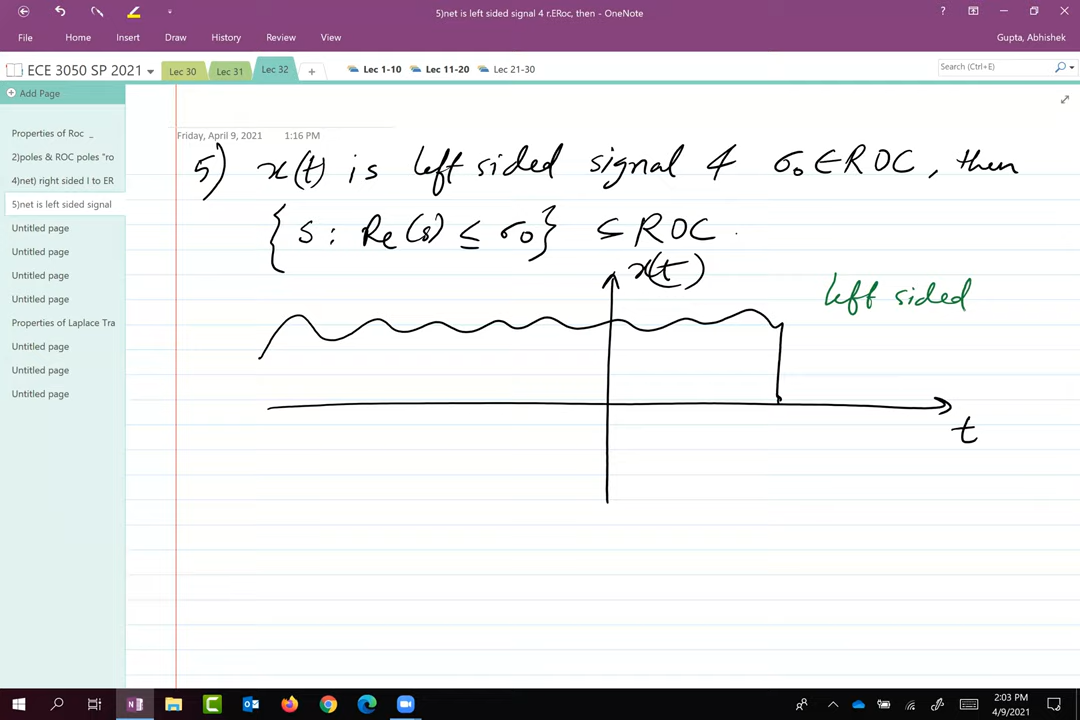 5)net is left sided signal 4 r.ERoc, then - OneNote
?
File
Home
Insert
Draw
History
Review
View
Gupta, Abhishek
ECE 3050 SP 2021
Lec 30
Lec 31
Lec 32
+
Lec 1-10
Lec 11-20
Lec 21-30
Search (Ctrl+E)
Add Page
Properties of Roc _
2)poles & ROC poles "ro
4)net) right sided I to ER
5)net is left sided signal
Untitled page
Untitled page
Untitled page
Untitled page
Properties of Laplace Tra
Untitled page
Untitled page
Untitled page
Friday, April 9, 2021 1:16 PM
5) x(t) is left sided signal & σ₀ ∈ ROC, then
{s : Re(s) ≤ σ₀} ⊆ ROC.
x(t)
left sided
t
2:03 PM
4/9/2021